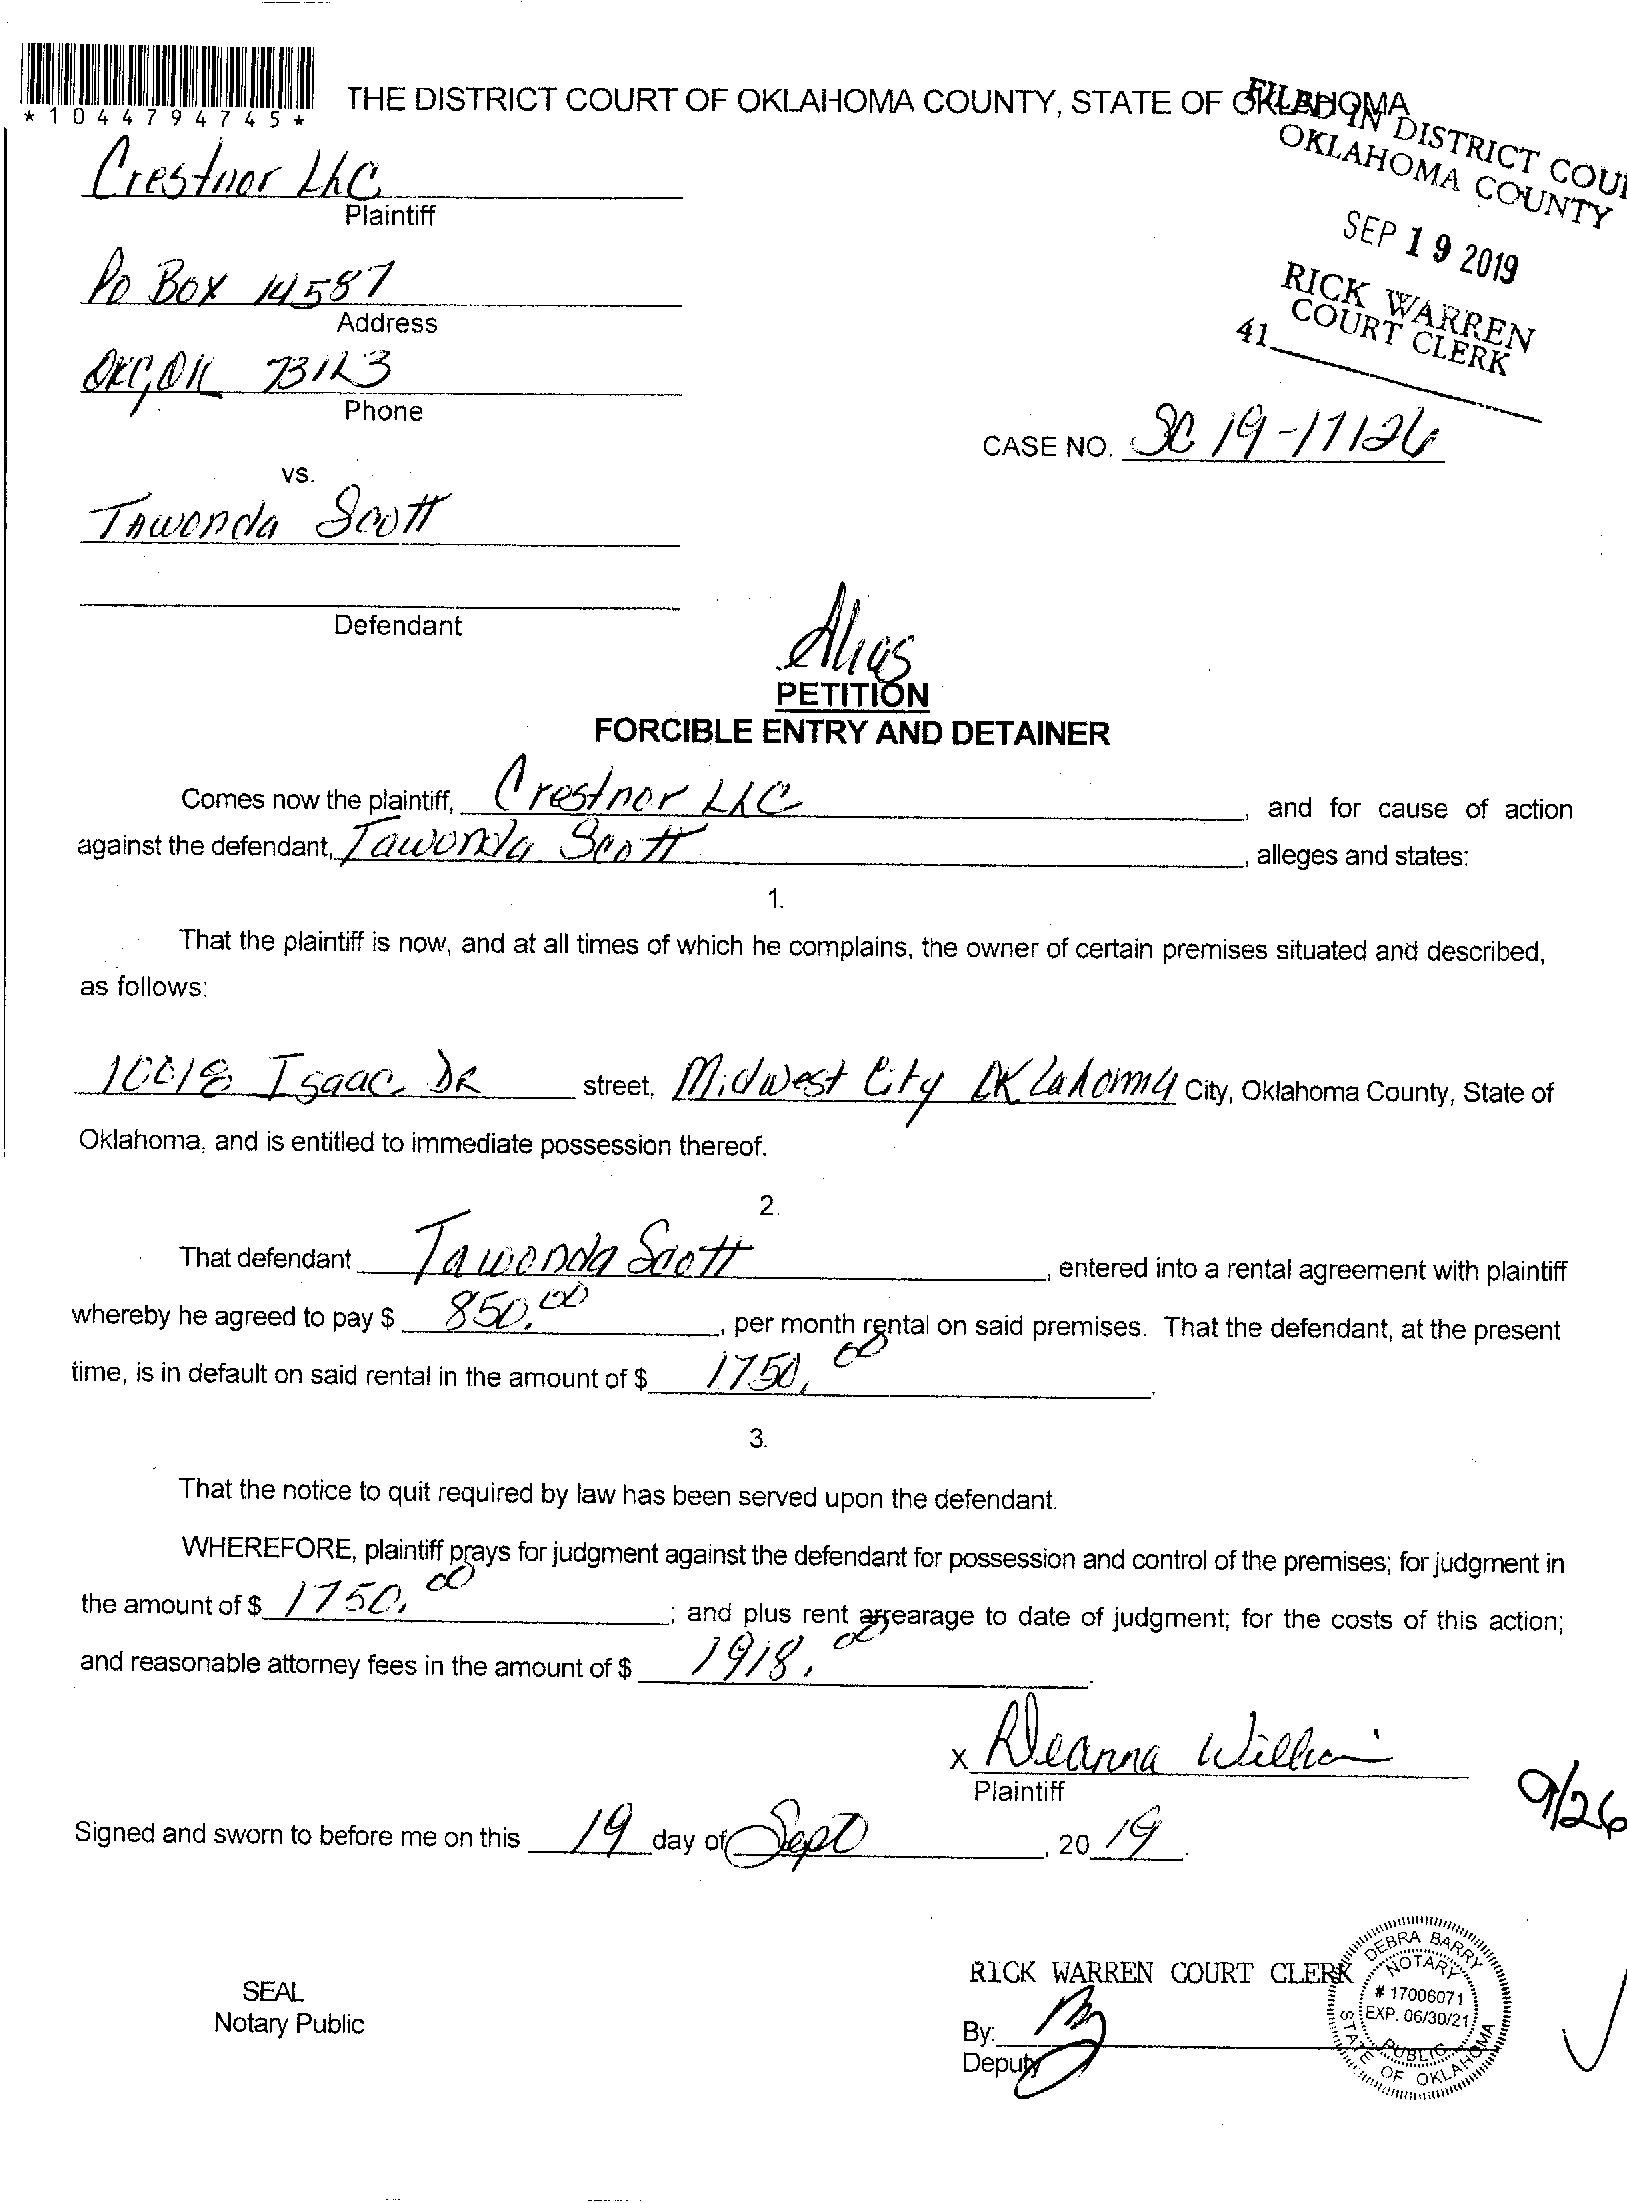 *1044794745*
THE DISTRICT COURT OF OKLAHOMA COUNTY, STATE OF OKLAHOMA
FILED IN DISTRICT COU
OKLAHOMA COUNTY
SEP 19 2019
RICK WARREN
COURT CLERK
41
Crestnor LLC
Plaintiff
PO Box 14587
Address
OKC, OK 73123
Phone
CASE NO. SC 19-17126
vs.
Tawonda Scott
Defendant
Alias
PETITION
FORCIBLE ENTRY AND DETAINER
Comes now the plaintiff, Crestnor LLC, and for cause of action
against the defendant, Tawonda Scott, alleges and states:
1.
That the plaintiff is now, and at all times of which he complains, the owner of certain premises situated and described,
as follows:
10018 Isaac DR street, Midwest City OKlahoma City, Oklahoma County, State of
Oklahoma, and is entitled to immediate possession thereof.
2.
That defendant Tawonda Scott, entered into a rental agreement with plaintiff
whereby he agreed to pay $ 850.00, per month rental on said premises. That the defendant, at the present
time, is in default on said rental in the amount of $ 1750.00.
3.
That the notice to quit required by law has been served upon the defendant.
WHEREFORE, plaintiff prays for judgment against the defendant for possession and control of the premises; for judgment in
the amount of $ 1750.00; and plus rent arrearage to date of judgment; for the costs of this action;
and reasonable attorney fees in the amount of $ 1918.00.
x Deanna Williams
Plaintiff
9/26
Signed and sworn to before me on this 19 day of Sept, 20 19.
RICK WARREN COURT CLERK
SEAL
Notary Public
By:
Deputy
DEBRA BARRY
NOTARY
# 17006071
EXP. 06/30/21
PUBLIC
STATE OF OKLAHOMA